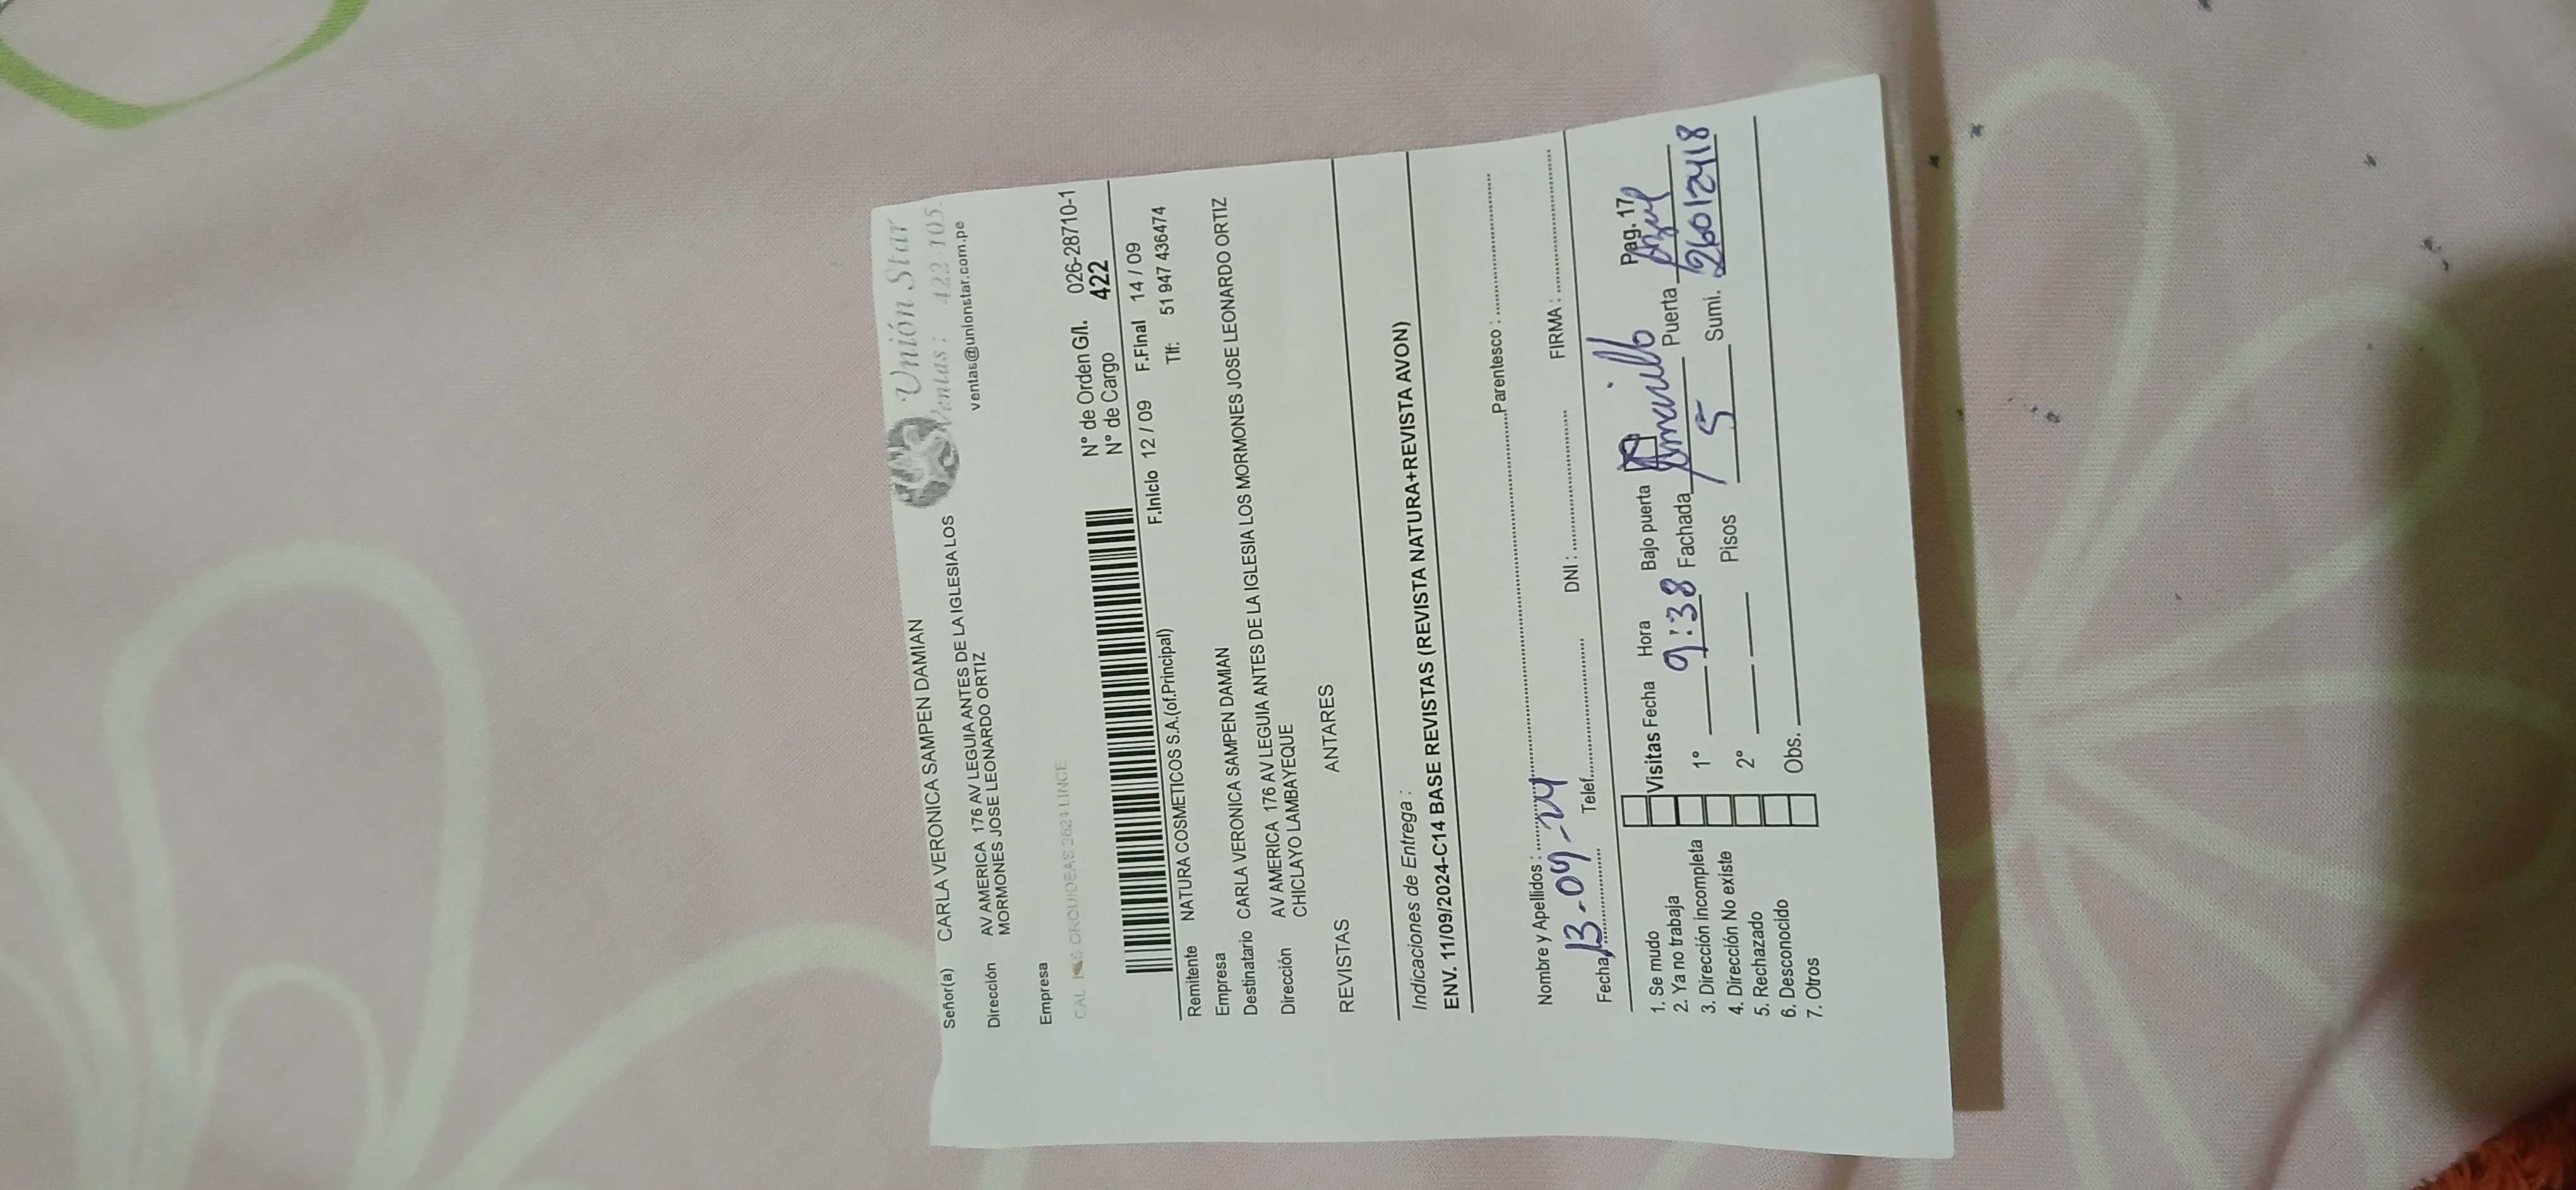 Señor(a) CARLA VERONICA SAMPEN DAMIAN
Unión Star
Dirección AV AMERICA 176 AV LEGUIA ANTES DE LA IGLESIA LOS
MORMONES JOSE LEONARDO ORTIZ
Ventas: 422-105
ventas@unionstar.com.pe
Empresa
ORQUIDEAS 2624 LINCE
N° de Orden G/l. 026-28710-1
N° de Cargo 422
F.Inicio 12 / 09 F.Final 14 / 09
Remitente NATURA COSMETICOS S.A.(of.Principal) Tlf: 51 947 436474
Empresa
Destinatario CARLA VERONICA SAMPEN DAMIAN
Dirección AV AMERICA 176 AV LEGUIA ANTES DE LA IGLESIA LOS MORMONES JOSE LEONARDO ORTIZ
CHICLAYO LAMBAYEQUE
REVISTAS ANTARES
Indicaciones de Entrega :
ENV. 11/09/2024-C14 BASE REVISTAS (REVISTA NATURA+REVISTA AVON)
Nombre y Apellidos : Parentesco :
Fecha 13-09-24 Telef. DNI : FIRMA :
1. Se mudo
2. Ya no trabaja
3. Dirección incompleta
4. Dirección No existe
5. Rechazado
6. Desconocido
7. Otros
Visitas Fecha Hora Bajo puerta Pag. 17
1° 9:38 Fachada Amarillo Puerta
2° Pisos 5 Sumi. 26012418
Obs.